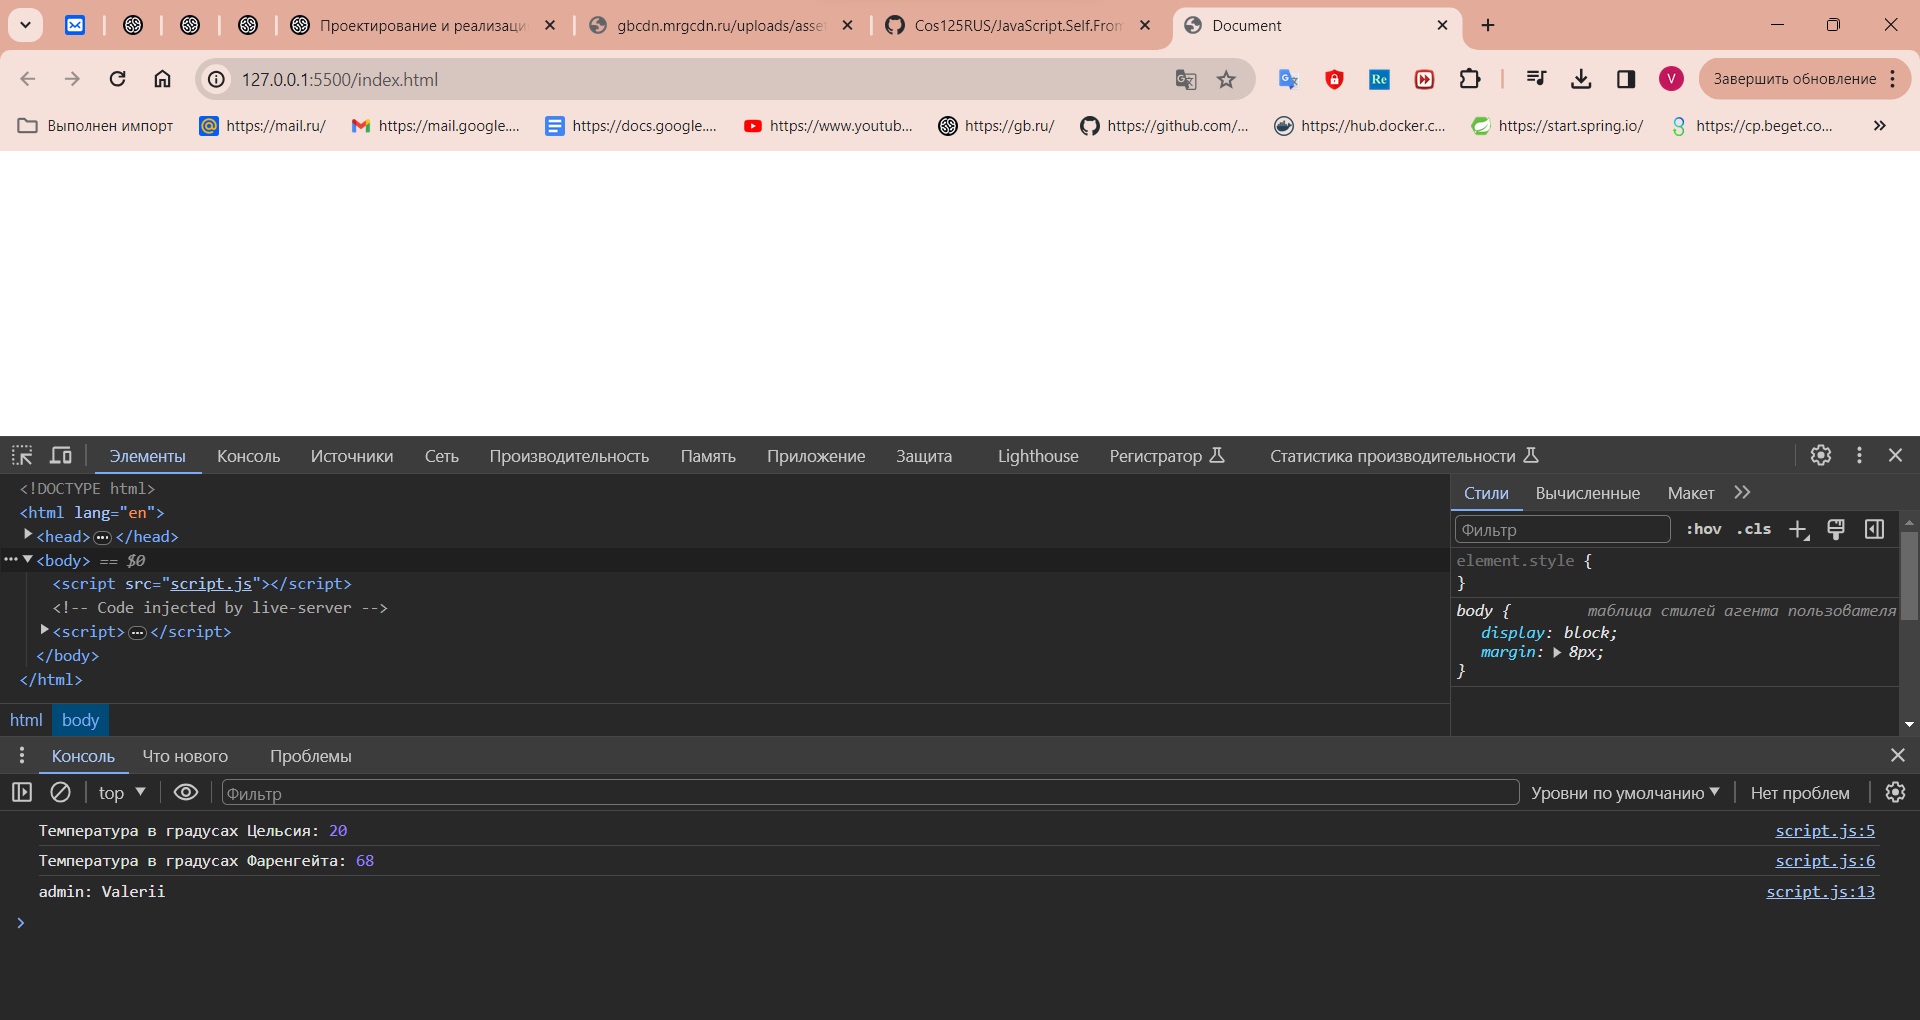 Проектирование и реализаци
gbcdn.mrgcdn.ru/uploads/asse
Cos125RUS/JavaScript.Self.From
Document
127.0.0.1:5500/index.html
Re
V
Завершить обновление
Выполнен импорт
https://mail.ru/
https://mail.google....
https://docs.google....
https://www.youtub...
https://gb.ru/
https://github.com/...
https://hub.docker.c...
https://start.spring.io/
https://cp.beget.co...
Элементы
Консоль
Источники
Сеть
Производительность
Память
Приложение
Защита
Lighthouse
Регистратор
Статистика производительности
<!DOCTYPE html>
<html lang="en">
<head>…</head>
<body> == $0
<script src="script.js"></script>
<!-- Code injected by live-server -->
<script>…</script>
</body>
</html>
html body
Стили
Вычисленные
Макет
Фильтр
:hov .cls
element.style {
}
body { таблица стилей агента пользователя
display: block;
margin: 8px;
}
Консоль
Что нового
Проблемы
top
Фильтр
Уровни по умолчанию
Нет проблем
Температура в градусах Цельсия: 20 script.js:5
Температура в градусах Фаренгейта: 68 script.js:6
admin: Valerii script.js:13